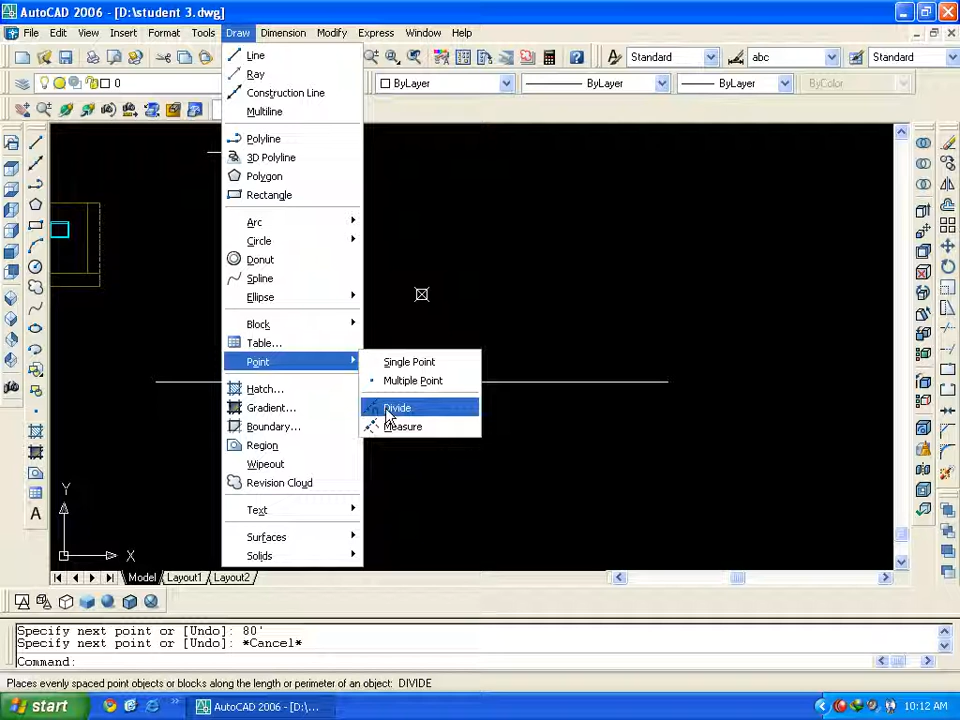 AutoCAD 2006 - [D:\student 3.dwg]
File Edit View Insert Format Tools Draw Dimension Modify Express Window Help
Standard abc Standard
0 ByLayer ByLayer ByLayer ByColor
Line
Ray
Construction Line
Multiline
Polyline
3D Polyline
Polygon
Rectangle
Arc
Circle
Donut
Spline
Ellipse
Block
Table...
Point
Single Point
Multiple Point
Divide
Measure
Hatch...
Gradient...
Boundary...
Region
Wipeout
Revision Cloud
Text
Surfaces
Solids
Y
X
A
Model Layout1 Layout2
Specify next point or [Undo]: 80'
Specify next point or [Undo]: *Cancel*
Command:
Places evenly spaced point objects or blocks along the length or perimeter of an object: DIVIDE
start AutoCAD 2006 - [D:\... 10:12 AM